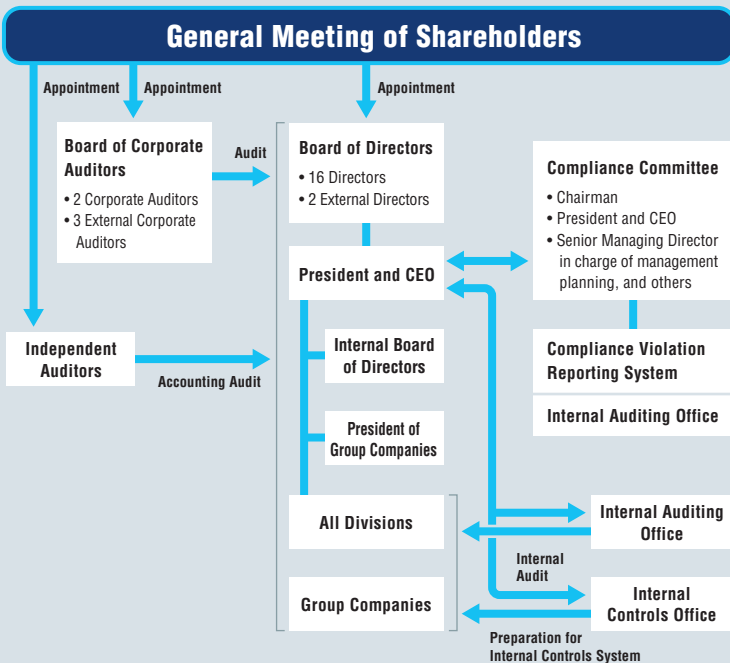 General Meeting of Shareholders
Appointment
Appointment
Appointment
Board of Corporate
Auditors
• 2 Corporate Auditors
• 3 External Corporate
Auditors
Audit
Board of Directors
• 16 Directors
• 2 External Directors
Compliance Committee
• Chairman
• President and CEO
• Senior Managing Director
in charge of management
planning, and others
President and CEO
Independent
Auditors
Accounting Audit
Internal Board
of Directors
Compliance Violation
Reporting System
Internal Auditing Office
President of
Group Companies
All Divisions
Internal Auditing
Office
Internal
Audit
Group Companies
Internal
Controls Office
Preparation for
Internal Controls System